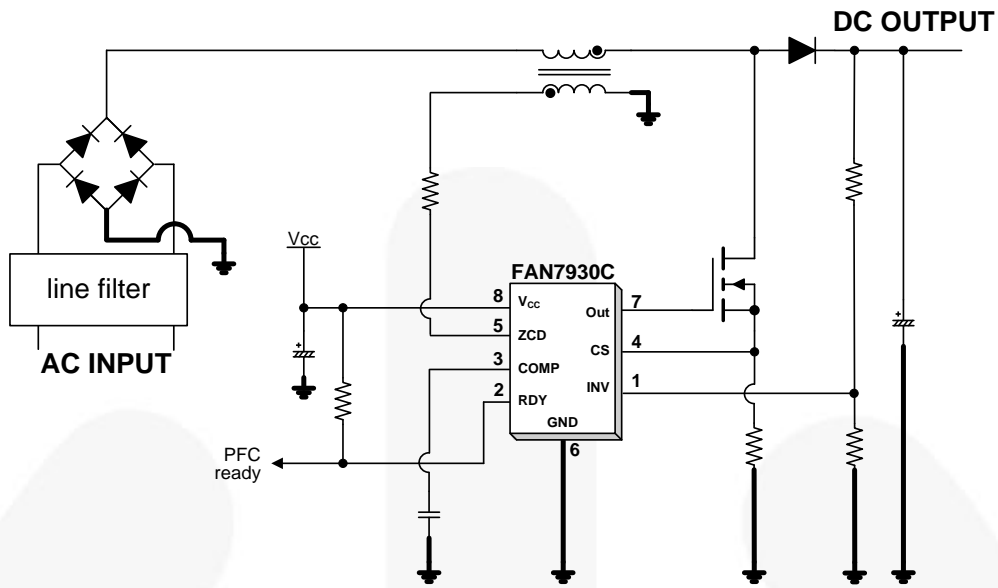 DC OUTPUT
Vcc
line filter
AC INPUT
FAN7930C
8
VCC
Out
7
5
ZCD
CS
4
3
COMP
INV
1
2
RDY
GND
6
PFC
ready
+
+